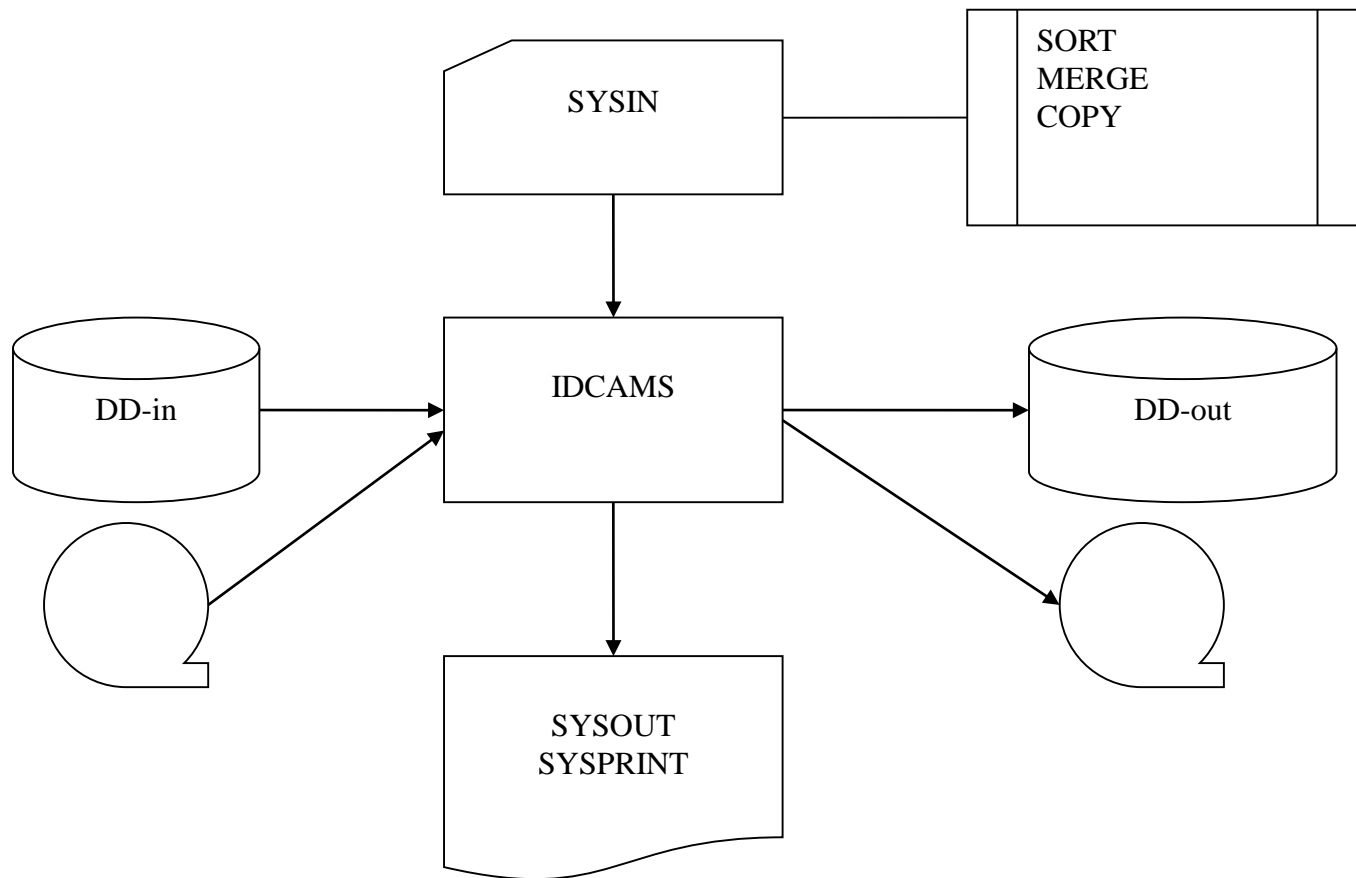 SYSIN
SORT
MERGE
COPY
DD-in
IDCAMS
DD-out
SYSOUT
SYSPRINT